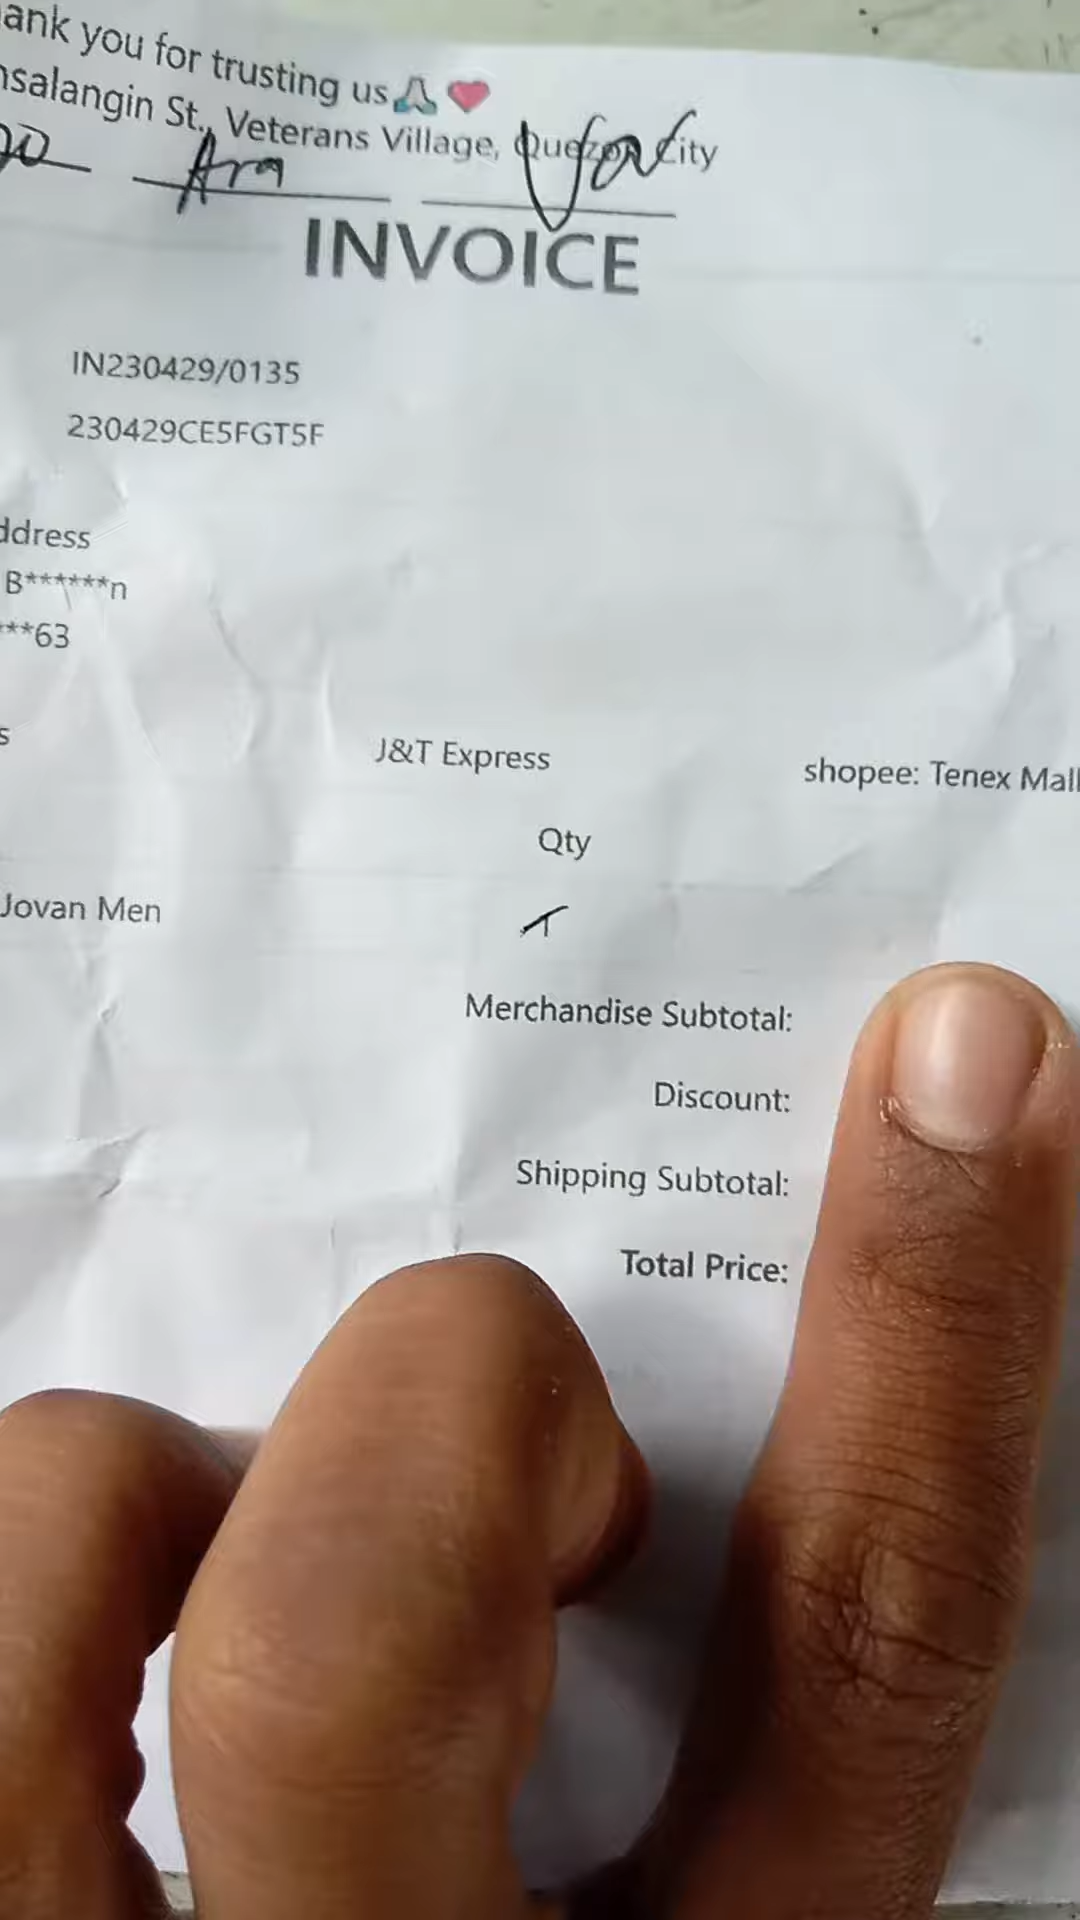 ank you for trusting us🙏❤️
nsalangin St., Veterans Village, Quezon City
Ara
INVOICE
IN230429/0135
230429CE5FGT5F
ddress
B******n
***63
s
J&T Express
shopee: Tenex Mall
Qty
Jovan Men
Merchandise Subtotal:
Discount:
Shipping Subtotal:
Total Price: